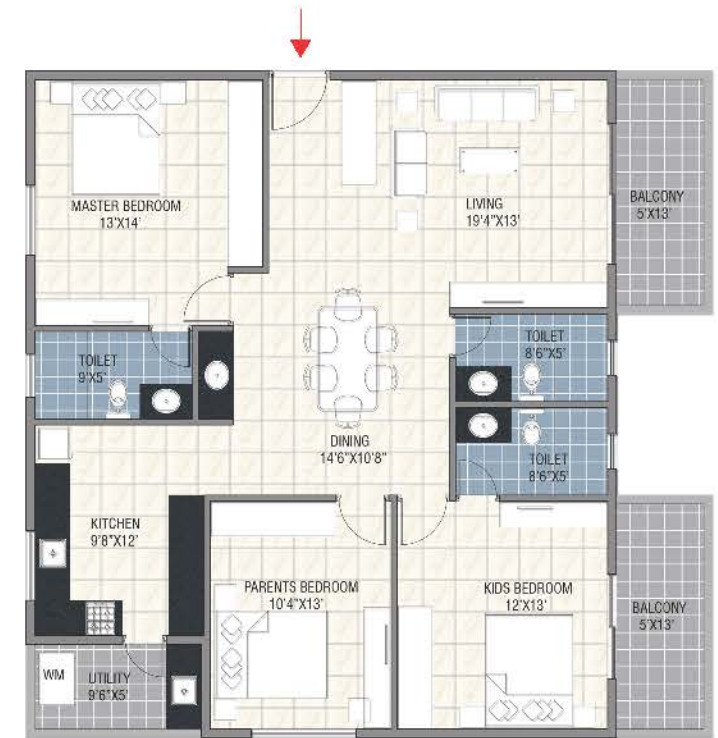 MASTER BEDROOM
13'X14'
LIVING
19'4"X13'
BALCONY
5'X13'
TOILET
9'X5'
TOILET
8'6"X5'
DINING
14'6"X10'8"
TOILET
8'6"X5'
KITCHEN
9'8"X12'
PARENTS BEDROOM
10'4"X13'
KIDS BEDROOM
12'X13'
BALCONY
5'X13'
WM
UTILITY
9'6"X5'